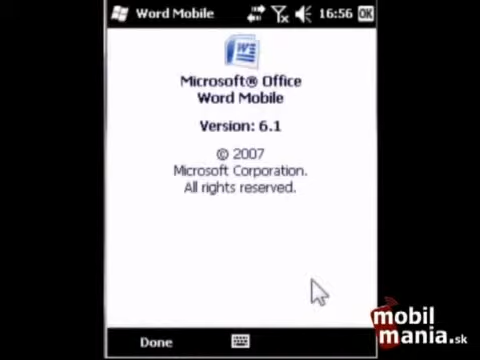 Word Mobile 16:56 OK
Microsoft® Office
Word Mobile
Version: 6.1
© 2007
Microsoft Corporation.
All rights reserved.
Done
mobil
mania.sk